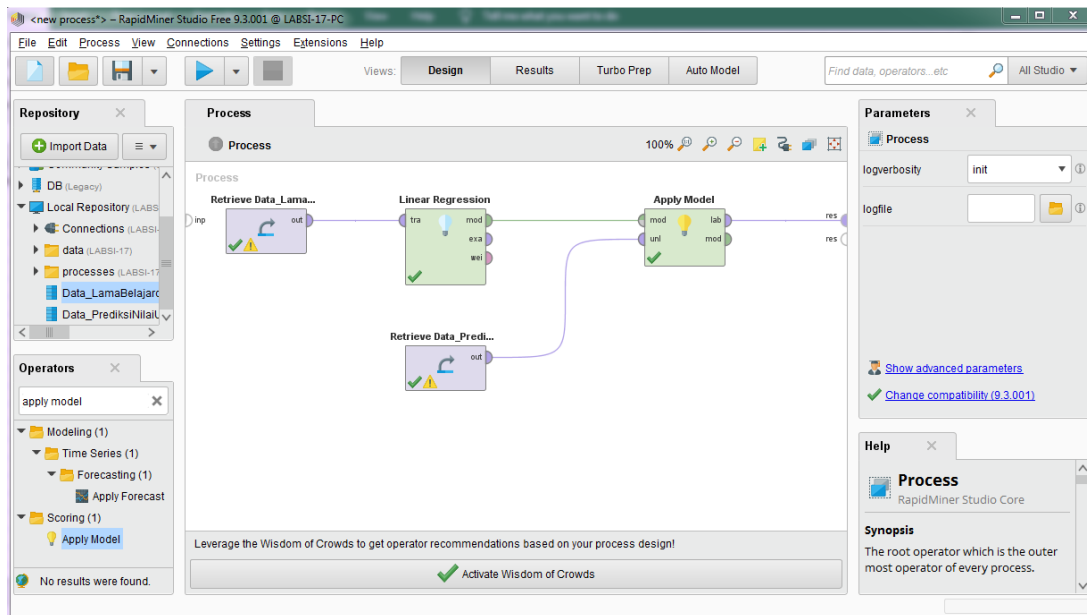 <new process*> – RapidMiner Studio Free 9.3.001 @ LABSI-17-PC
File Edit Process View Connections Settings Extensions Help
Views: Design Results Turbo Prep Auto Model
Find data, operators...etc
All Studio
Repository
Import Data
DB (Legacy)
Local Repository (LABS
Connections (LABSI-
data (LABSI-17)
processes (LABSI-17
Data_LamaBelajarc
Data_PrediksiNilaiU
Operators
apply model
Modeling (1)
Time Series (1)
Forecasting (1)
Apply Forecast
Scoring (1)
Apply Model
No results were found.
Process
Process
100%
Process
inp
Retrieve Data_Lama...
out
Linear Regression
tra mod
exa
wei
Apply Model
mod lab
unl mod
res
res
Retrieve Data_Predi...
out
Leverage the Wisdom of Crowds to get operator recommendations based on your process design!
Activate Wisdom of Crowds
Parameters
Process
logverbosity init
logfile
Show advanced parameters
Change compatibility (9.3.001)
Help
Process
RapidMiner Studio Core
Synopsis
The root operator which is the outer
most operator of every process.